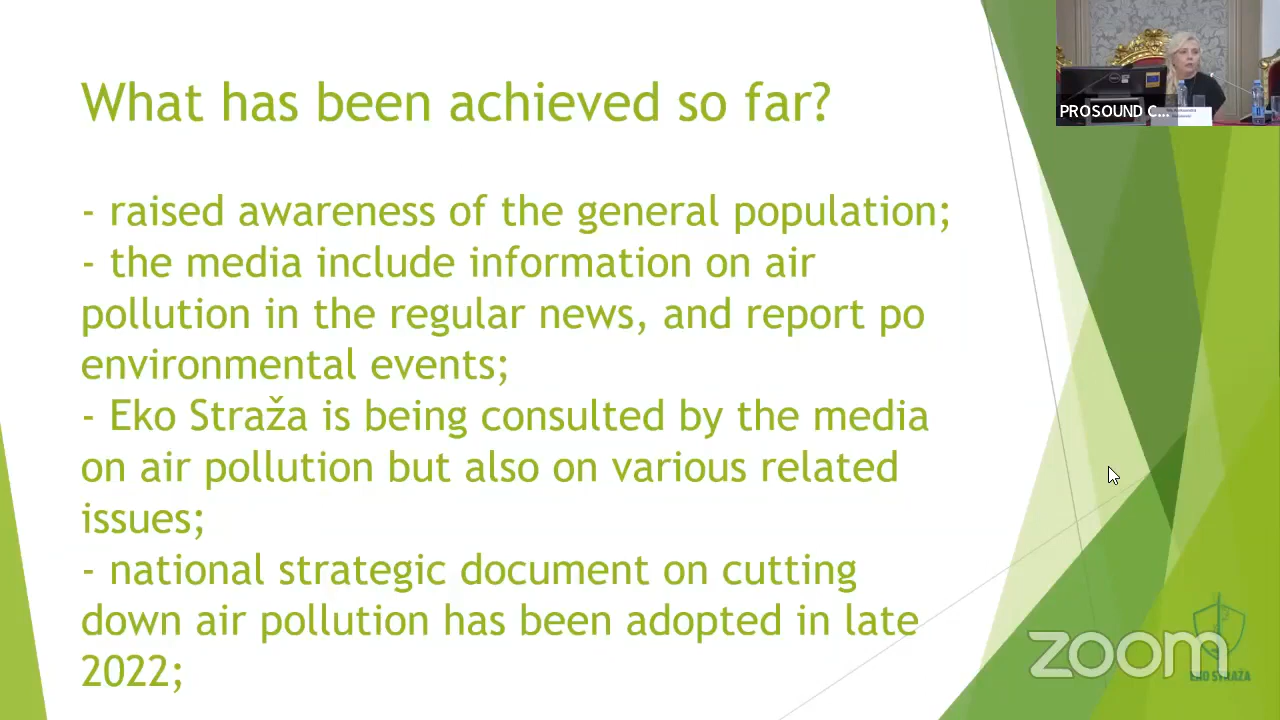 What has been achieved so far?
- raised awareness of the general population;
- the media include information on air
pollution in the regular news, and report po
environmental events;
- Eko Straža is being consulted by the media
on air pollution but also on various related
issues;
- national strategic document on cutting
down air pollution has been adopted in late
2022;
PROSOUND C...
zoom
EKO STRAŽA